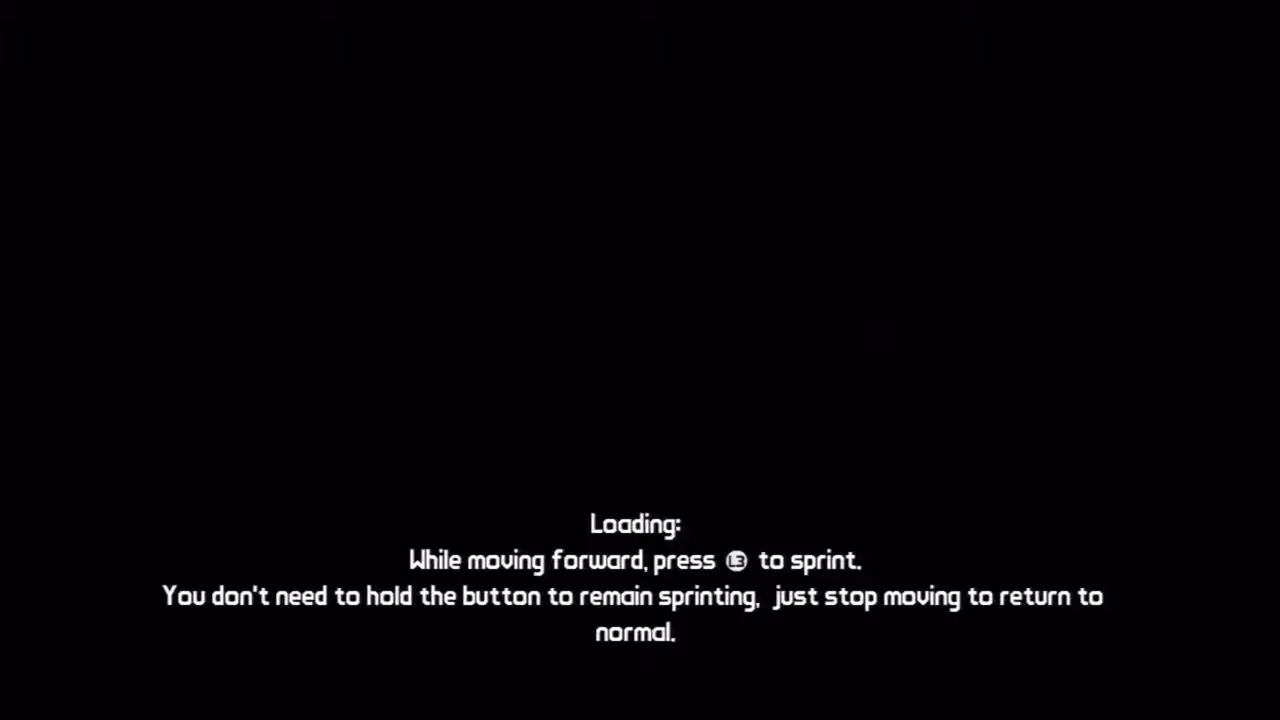 Loading:
While moving forward, press L3 to sprint.
You don't need to hold the button to remain sprinting, just stop moving to return to
normal.